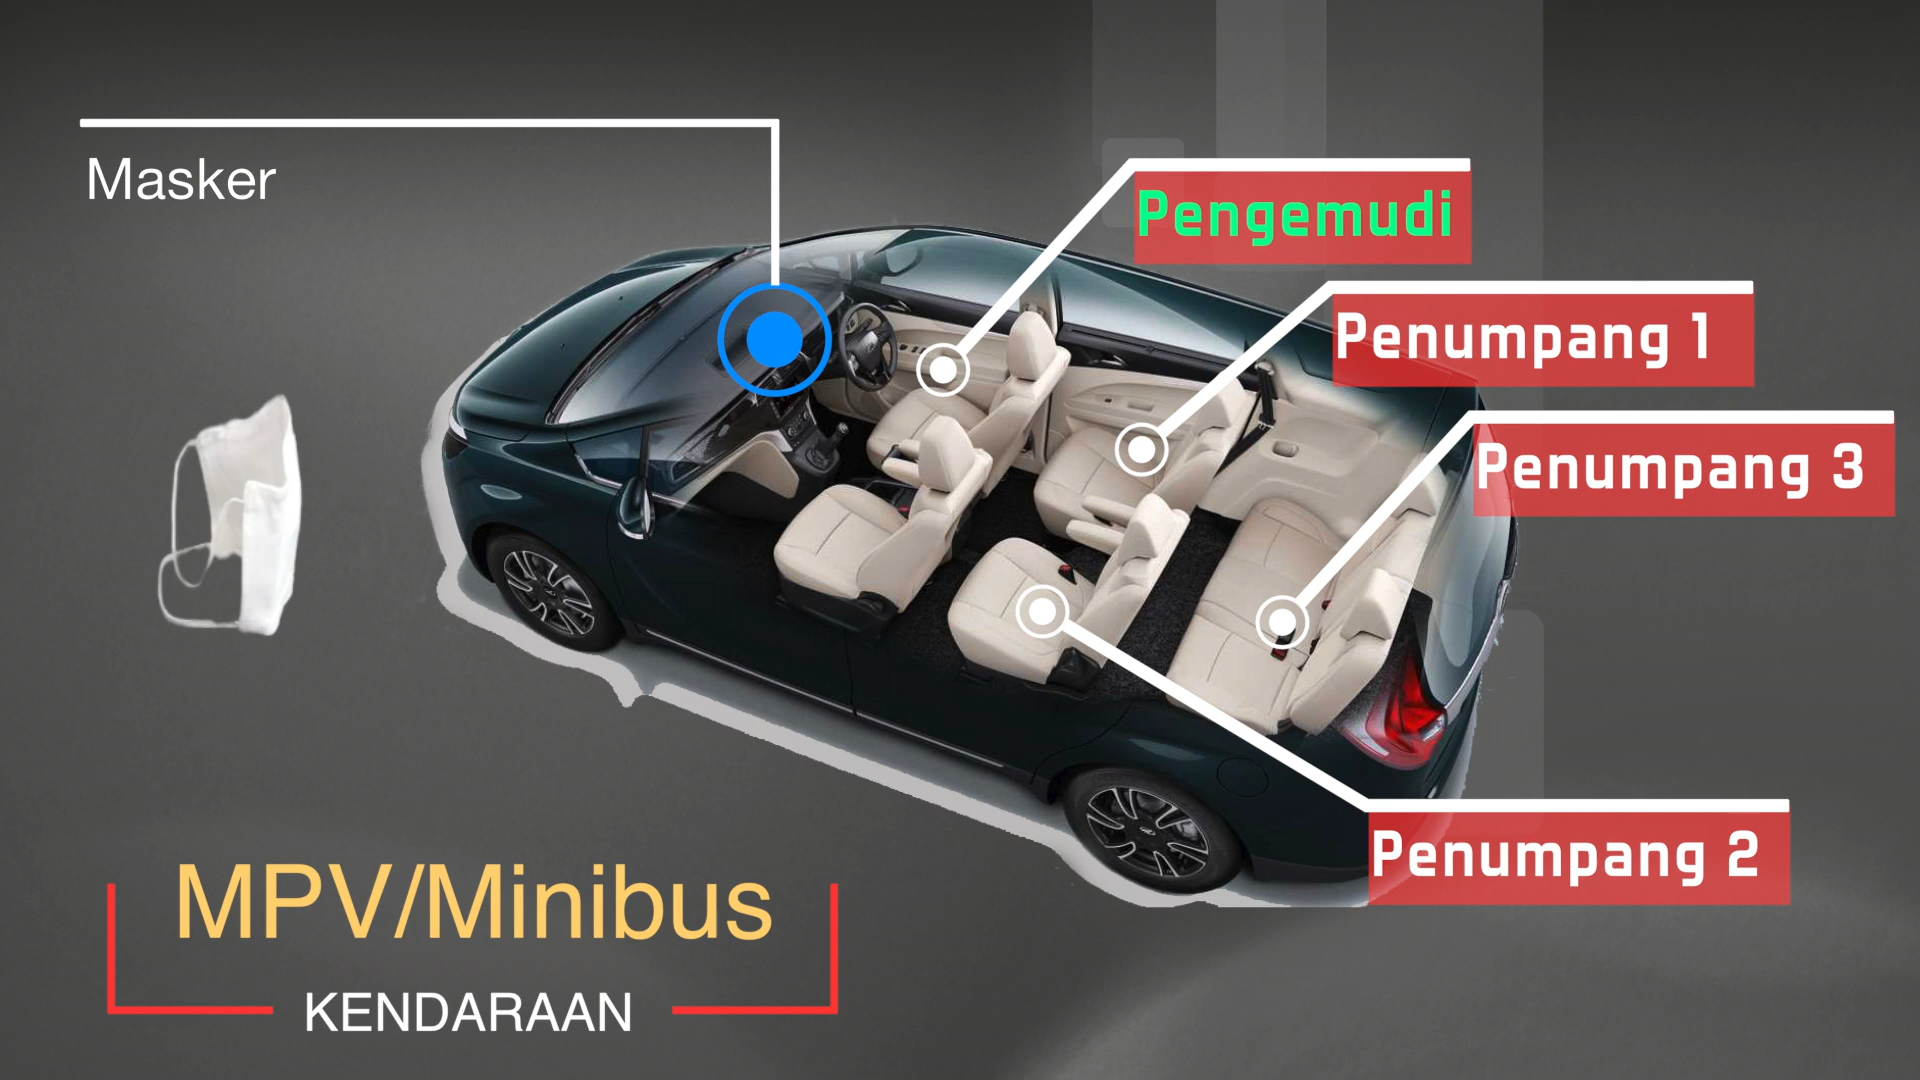 Masker
Pengemudi
Penumpang 1
Penumpang 3
Penumpang 2
MPV/Minibus
KENDARAAN